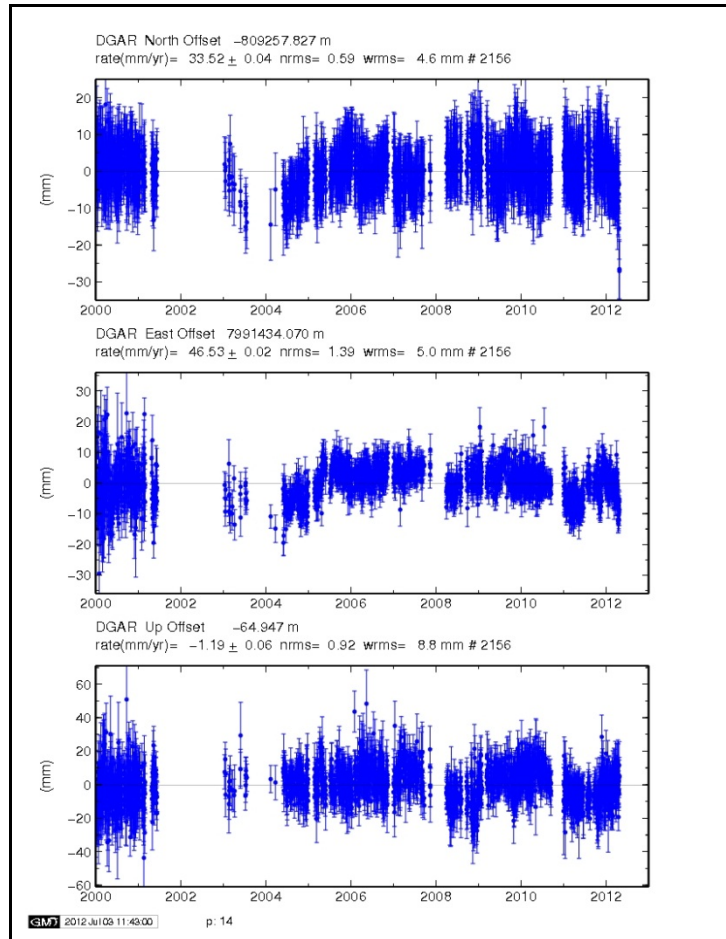 DGAR North Offset -809257.827 m
rate(mm/yr)= 33.52 ± 0.04 nrms= 0.59 wrms= 4.6 mm # 2156
20
10
0
-10
-20
-30
(mm)
2000 2002 2004 2006 2008 2010 2012
DGAR East Offset 7991434.070 m
rate(mm/yr)= 46.53 ± 0.02 nrms= 1.39 wrms= 5.0 mm # 2156
30
20
10
0
-10
-20
-30
(mm)
2000 2002 2004 2006 2008 2010 2012
DGAR Up Offset -64.947 m
rate(mm/yr)= -1.19 ± 0.06 nrms= 0.92 wrms= 8.8 mm # 2156
60
40
20
0
-20
-40
-60
(mm)
2000 2002 2004 2006 2008 2010 2012
GMT 2012 Jul 03 11:43:00 p: 14